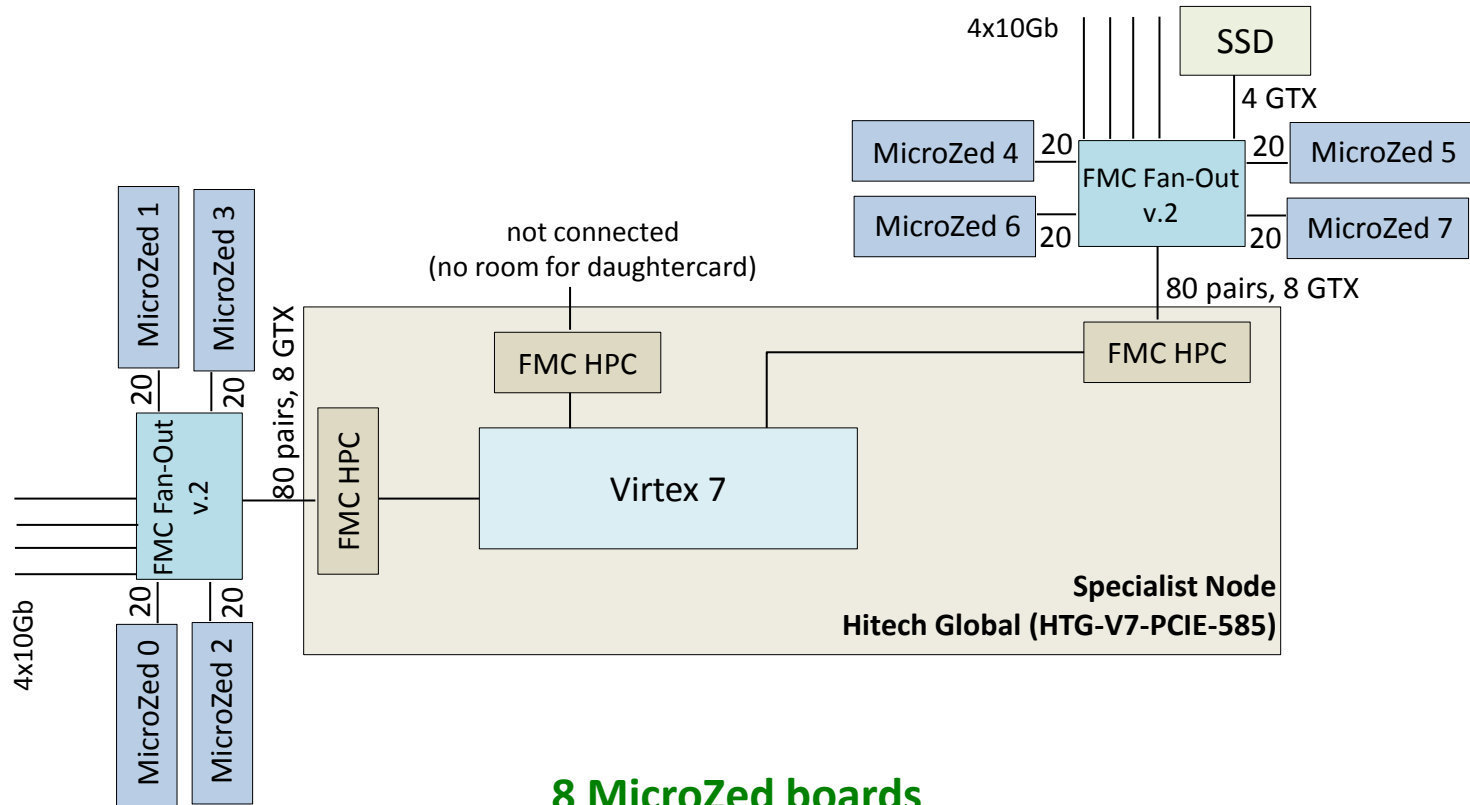 4x10Gb
SSD
4 GTX
MicroZed 4
20
20
MicroZed 5
FMC Fan-Out
v.2
MicroZed 6
20
20
MicroZed 7
80 pairs, 8 GTX
MicroZed 1
MicroZed 3
20
20
not connected
(no room for daughtercard)
80 pairs, 8 GTX
FMC HPC
FMC HPC
FMC Fan-Out
v.2
FMC HPC
Virtex 7
4x10Gb
20
20
MicroZed 0
MicroZed 2
Specialist Node
Hitech Global (HTG-V7-PCIE-585)
8 MicroZed boards